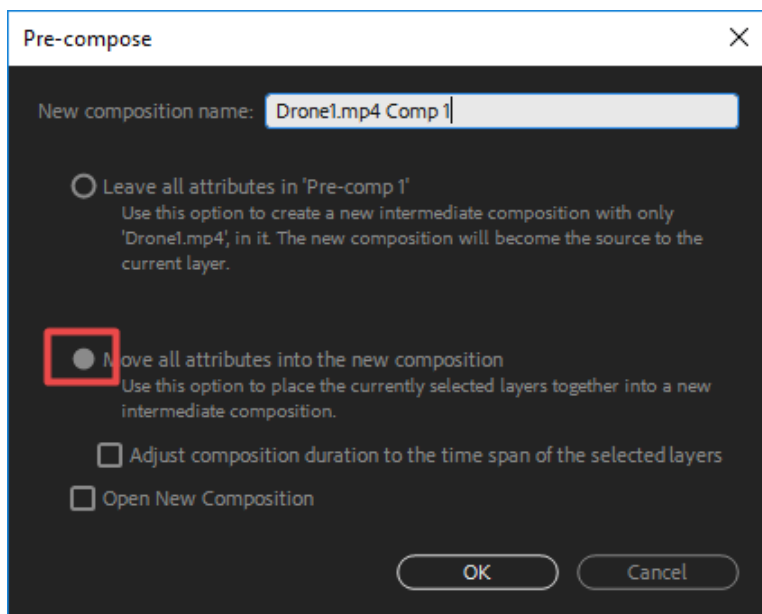 Pre-compose
New composition name: Drone1.mp4 Comp 1
Leave all attributes in 'Pre-comp 1'
Use this option to create a new intermediate composition with only
'Drone1.mp4', in it. The new composition will become the source to the
current layer.
Move all attributes into the new composition
Use this option to place the currently selected layers together into a new
intermediate composition.
Adjust composition duration to the time span of the selected layers
Open New Composition
OK Cancel